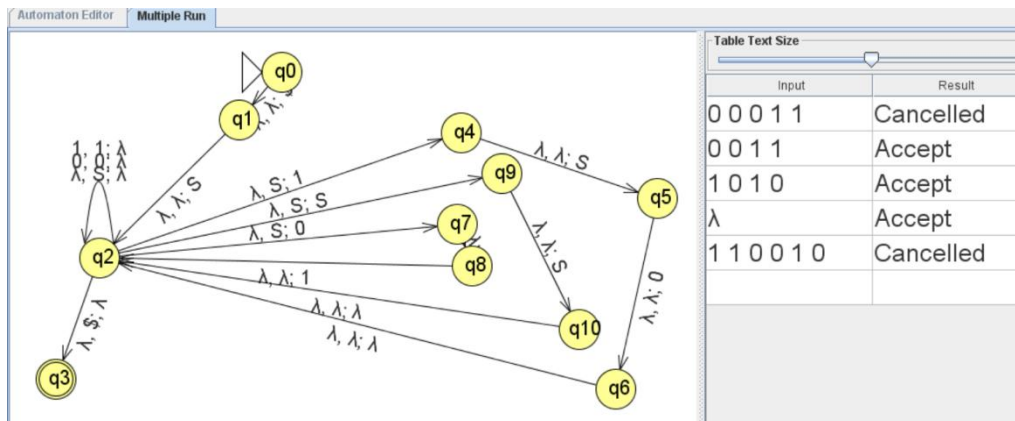 Automaton Editor
Multiple Run
Table Text Size
Input Result
0 0 0 1 1 Cancelled
0 0 1 1 Accept
1 0 1 0 Accept
λ Accept
1 1 0 0 1 0 Cancelled
q0
q1
q4
λ, λ; S
1, 1; λ
0, 0; λ
λ, S; λ
λ, λ; S
λ, S; 1
q9
q5
λ, S; S
λ, S; 0
q7
λ, λ; S
q2
q8
λ, λ; 1
λ, λ; 0
λ, λ; λ
q10
λ, λ; λ
λ, $; λ
q3
q6